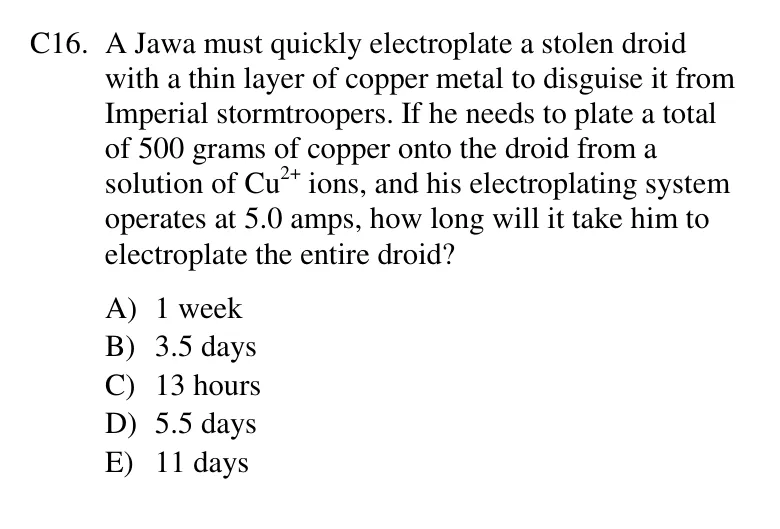 C16. A Jawa must quickly electroplate a stolen droid
with a thin layer of copper metal to disguise it from
Imperial stormtroopers. If he needs to plate a total
of 500 grams of copper onto the droid from a
solution of Cu²⁺ ions, and his electroplating system
operates at 5.0 amps, how long will it take him to
electroplate the entire droid?
A) 1 week
B) 3.5 days
C) 13 hours
D) 5.5 days
E) 11 days